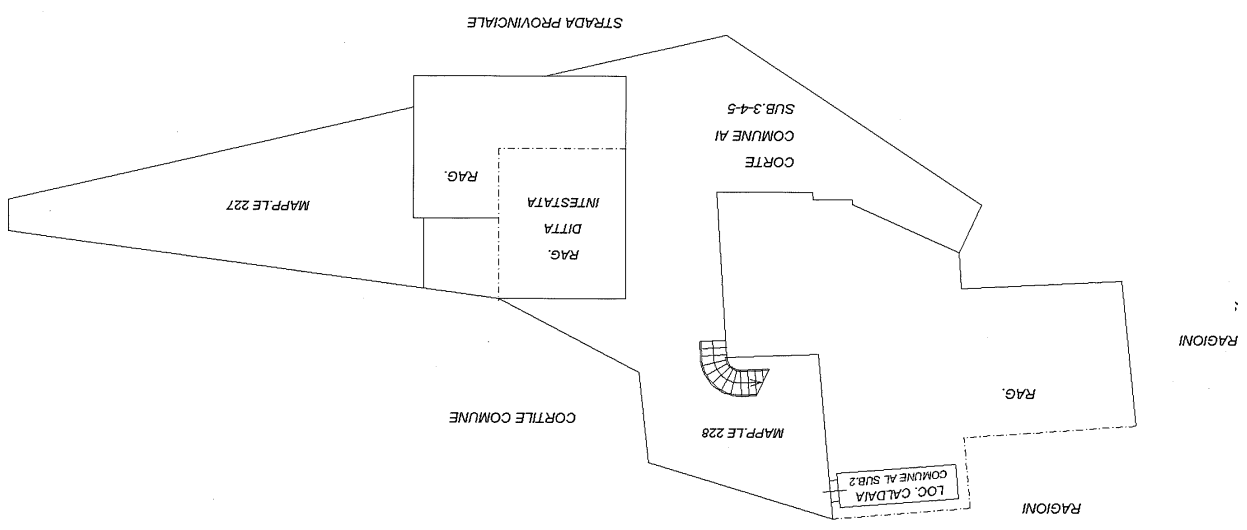 RAGIONI
LOC. CALDAIA
COMUNE AL SUB.2
MAPP.LE 228
RAG.
CORTILE COMUNE
RAGIONI
RAG.
DITTA
INTESTATA
MAPP.LE 227
RAG.
CORTE
COMUNE AI
SUB.3-4-5
STRADA PROVINCIALE